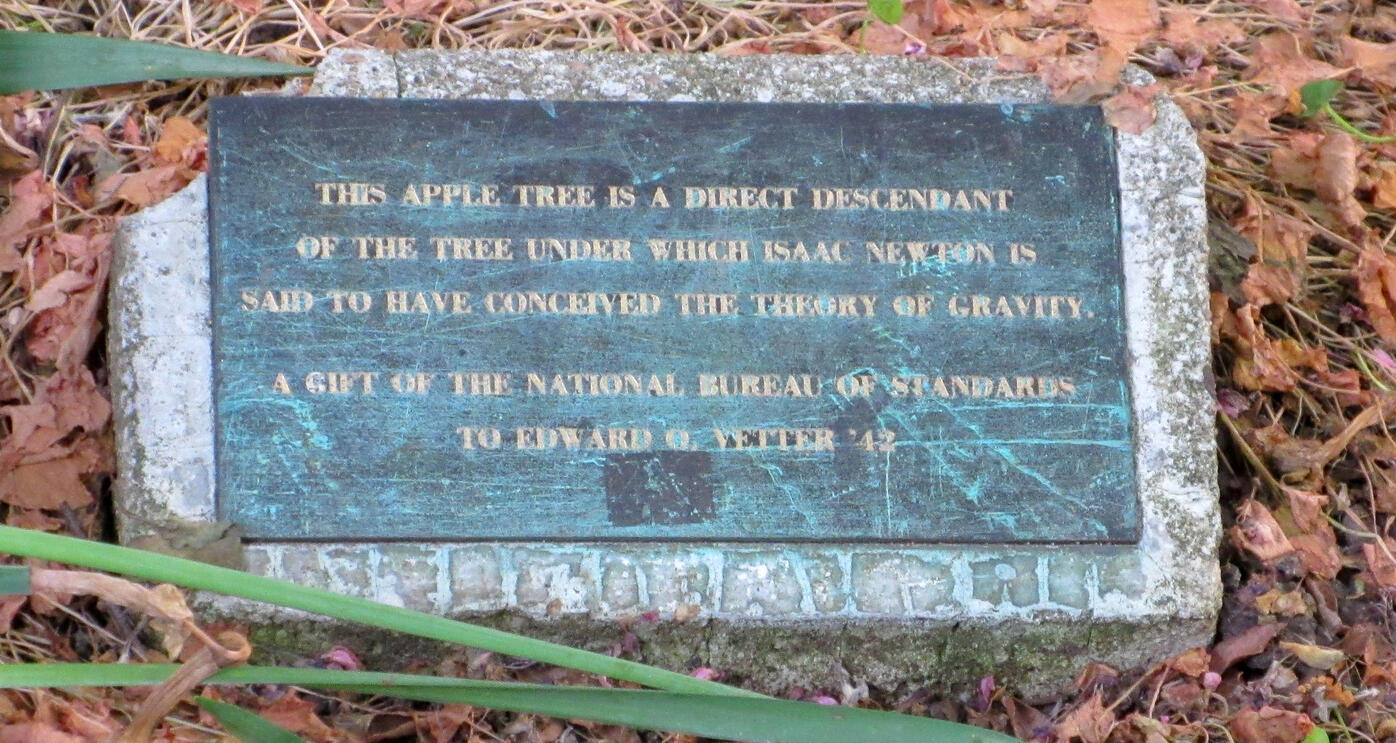 THIS APPLE TREE IS A DIRECT DESCENDANT
OF THE TREE UNDER WHICH ISAAC NEWTON IS
SAID TO HAVE CONCEIVED THE THEORY OF GRAVITY.
A GIFT OF THE NATIONAL BUREAU OF STANDARDS
TO EDWARD O. VETTER '42